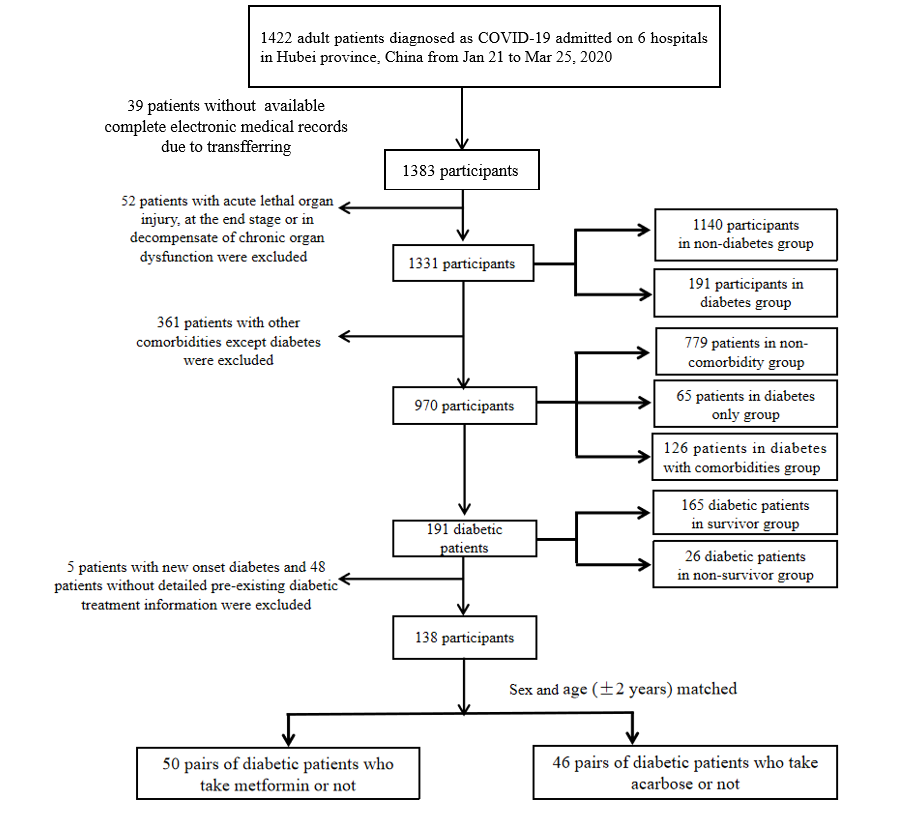 1422 adult patients diagnosed as COVID-19 admitted on 6 hospitals
in Hubei province, China from Jan 21 to Mar 25, 2020
39 patients without available
complete electronic medical records
due to transfferring
1383 participants
52 patients with acute lethal organ
injury, at the end stage or in
decompensate of chronic organ
dysfunction were excluded
1331 participants
1140 participants
in non-diabetes group
191 participants in
diabetes group
361 patients with other
comorbidities except diabetes
were excluded
970 participants
779 patients in non-
comorbidity group
65 patients in diabetes
only group
126 patients in diabetes
with comorbidities group
191 diabetic
patients
165 diabetic patients
in survivor group
26 diabetic patients
in non-survivor group
5 patients with new onset diabetes and 48
patients without detailed pre-existing diabetic
treatment information were excluded
138 participants
Sex and age (±2 years) matched
50 pairs of diabetic patients who
take metformin or not
46 pairs of diabetic patients who take
acarbose or not